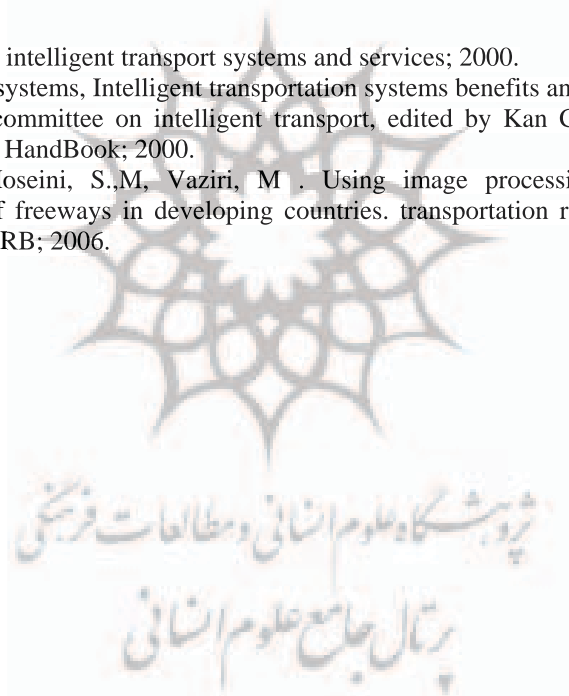 intelligent transport systems and services; 2000.
systems, Intelligent transportation systems benefits an
committee on intelligent transport, edited by Kan
HandBook; 2000.
oseini, S.,M, Vaziri, M . Using image processi
f freeways in developing countries. transportation r
RB; 2006.
پژوهشگاه علوم انسانی و مطالعات فرهنگی
پرتال جامع علوم انسانی